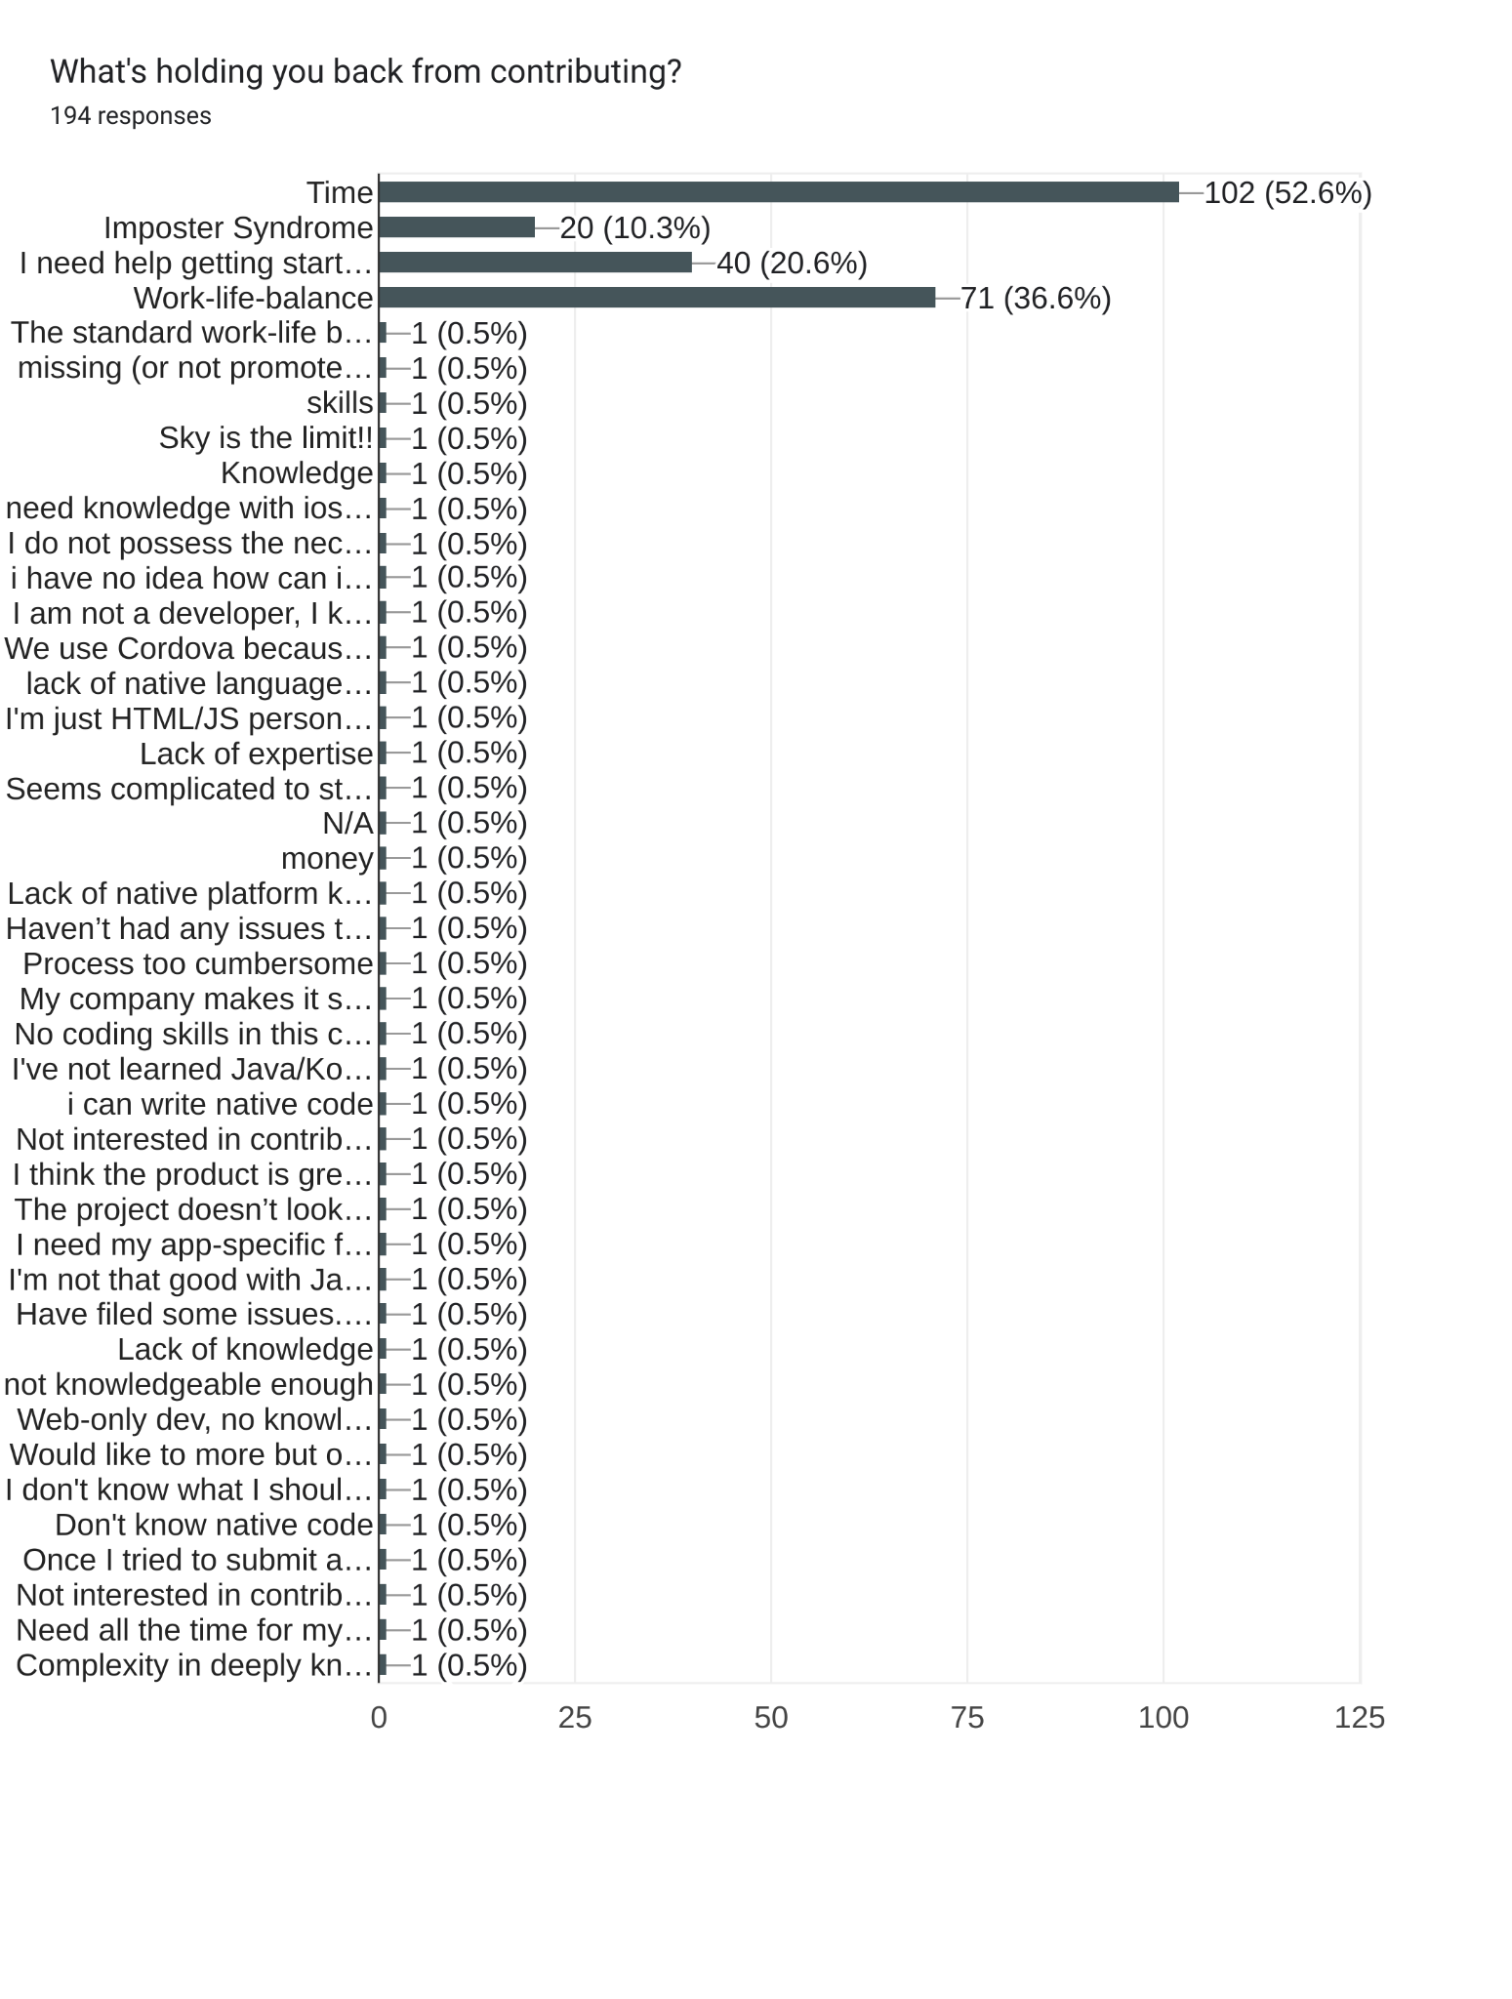 What's holding you back from contributing?
194 responses
Time 102 (52.6%)
Imposter Syndrome 20 (10.3%)
I need help getting start… 40 (20.6%)
Work-life-balance 71 (36.6%)
The standard work-life b… 1 (0.5%)
missing (or not promote… 1 (0.5%)
skills 1 (0.5%)
Sky is the limit!! 1 (0.5%)
Knowledge 1 (0.5%)
need knowledge with ios… 1 (0.5%)
I do not possess the nec… 1 (0.5%)
i have no idea how can i… 1 (0.5%)
I am not a developer, I k… 1 (0.5%)
We use Cordova becaus… 1 (0.5%)
lack of native language… 1 (0.5%)
I'm just HTML/JS person… 1 (0.5%)
Lack of expertise 1 (0.5%)
Seems complicated to st… 1 (0.5%)
N/A 1 (0.5%)
money 1 (0.5%)
Lack of native platform k… 1 (0.5%)
Haven’t had any issues t… 1 (0.5%)
Process too cumbersome 1 (0.5%)
My company makes it s… 1 (0.5%)
No coding skills in this c… 1 (0.5%)
I've not learned Java/Ko… 1 (0.5%)
i can write native code 1 (0.5%)
Not interested in contrib… 1 (0.5%)
I think the product is gre… 1 (0.5%)
The project doesn’t look… 1 (0.5%)
I need my app-specific f… 1 (0.5%)
I'm not that good with Ja… 1 (0.5%)
Have filed some issues.… 1 (0.5%)
Lack of knowledge 1 (0.5%)
not knowledgeable enough 1 (0.5%)
Web-only dev, no knowl… 1 (0.5%)
Would like to more but o… 1 (0.5%)
I don't know what I shoul… 1 (0.5%)
Don't know native code 1 (0.5%)
Once I tried to submit a… 1 (0.5%)
Not interested in contrib… 1 (0.5%)
Need all the time for my… 1 (0.5%)
Complexity in deeply kn… 1 (0.5%)
0 25 50 75 100 125